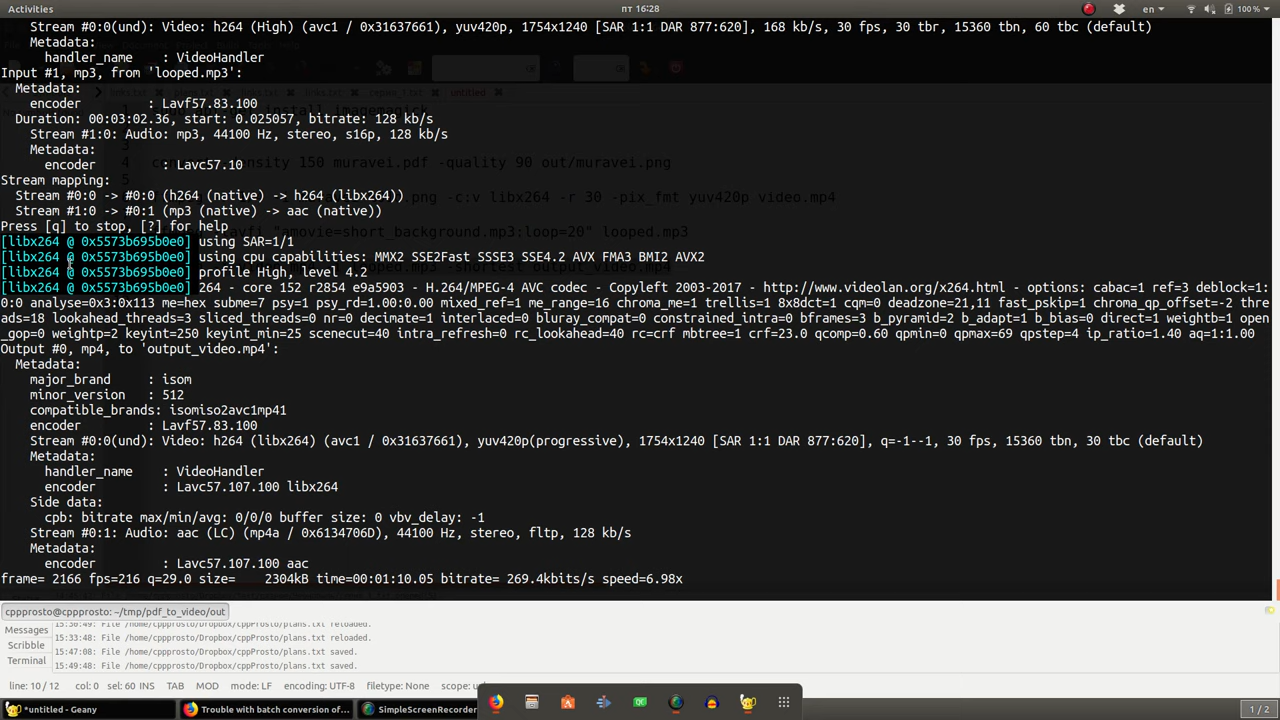 Activities
пт 16:28
en
100 %
Stream #0:0(und): Video: h264 (High) (avc1 / 0x31637661), yuv420p, 1754x1240 [SAR 1:1 DAR 877:620], 168 kb/s, 30 fps, 30 tbr, 15360 tbn, 60 tbc (default)
Metadata:
handler_name : VideoHandler
Input #1, mp3, from 'looped.mp3':
Metadata:
encoder : Lavf57.83.100
Duration: 00:03:02.36, start: 0.025057, bitrate: 128 kb/s
Stream #1:0: Audio: mp3, 44100 Hz, stereo, s16p, 128 kb/s
Metadata:
encoder : Lavc57.10
Stream mapping:
Stream #0:0 -> #0:0 (h264 (native) -> h264 (libx264))
Stream #1:0 -> #0:1 (mp3 (native) -> aac (native))
Press [q] to stop, [?] for help
[libx264 @ 0x5573b695b0e0] using SAR=1/1
[libx264 @ 0x5573b695b0e0] using cpu capabilities: MMX2 SSE2Fast SSSE3 SSE4.2 AVX FMA3 BMI2 AVX2
[libx264 @ 0x5573b695b0e0] profile High, level 4.2
[libx264 @ 0x5573b695b0e0] 264 - core 152 r2854 e9a5903 - H.264/MPEG-4 AVC codec - Copyleft 2003-2017 - http://www.videolan.org/x264.html - options: cabac=1 ref=3 deblock=1:
0:0 analyse=0x3:0x113 me=hex subme=7 psy=1 psy_rd=1.00:0.00 mixed_ref=1 me_range=16 chroma_me=1 trellis=1 8x8dct=1 cqm=0 deadzone=21,11 fast_pskip=1 chroma_qp_offset=-2 thre
ads=18 lookahead_threads=3 sliced_threads=0 nr=0 decimate=1 interlaced=0 bluray_compat=0 constrained_intra=0 bframes=3 b_pyramid=2 b_adapt=1 b_bias=0 direct=1 weightb=1 open
_gop=0 weightp=2 keyint=250 keyint_min=25 scenecut=40 intra_refresh=0 rc_lookahead=40 rc=crf mbtree=1 crf=23.0 qcomp=0.60 qpmin=0 qpmax=69 qpstep=4 ip_ratio=1.40 aq=1:1.00
Output #0, mp4, to 'output_video.mp4':
Metadata:
major_brand : isom
minor_version : 512
compatible_brands: isomiso2avc1mp41
encoder : Lavf57.83.100
Stream #0:0(und): Video: h264 (libx264) (avc1 / 0x31637661), yuv420p(progressive), 1754x1240 [SAR 1:1 DAR 877:620], q=-1--1, 30 fps, 15360 tbn, 30 tbc (default)
Metadata:
handler_name : VideoHandler
encoder : Lavc57.107.100 libx264
Side data:
cpb: bitrate max/min/avg: 0/0/0 buffer size: 0 vbv_delay: -1
Stream #0:1: Audio: aac (LC) (mp4a / 0x6134706D), 44100 Hz, stereo, fltp, 128 kb/s
Metadata:
encoder : Lavc57.107.100 aac
frame= 2166 fps=216 q=29.0 size= 2304kB time=00:01:10.05 bitrate= 269.4kbits/s speed=6.98x
cppprosto@cppprosto: ~/tmp/pdf_to_video/out
Messages
Scribble
Terminal
15:30:49: File /home/cppprosto/Dropbox/cppProsto/plans.txt reloaded.
15:33:48: File /home/cppprosto/Dropbox/cppProsto/plans.txt reloaded.
15:47:08: File /home/cppprosto/Dropbox/cppProsto/plans.txt saved.
15:49:48: File /home/cppprosto/Dropbox/cppProsto/plans.txt saved.
line: 10 / 12 col: 0 sel: 60 INS TAB MOD mode: LF encoding: UTF-8 filetype: None
*untitled - Geany
Trouble with batch conversion of...
SimpleScreenRecorder
1 / 2